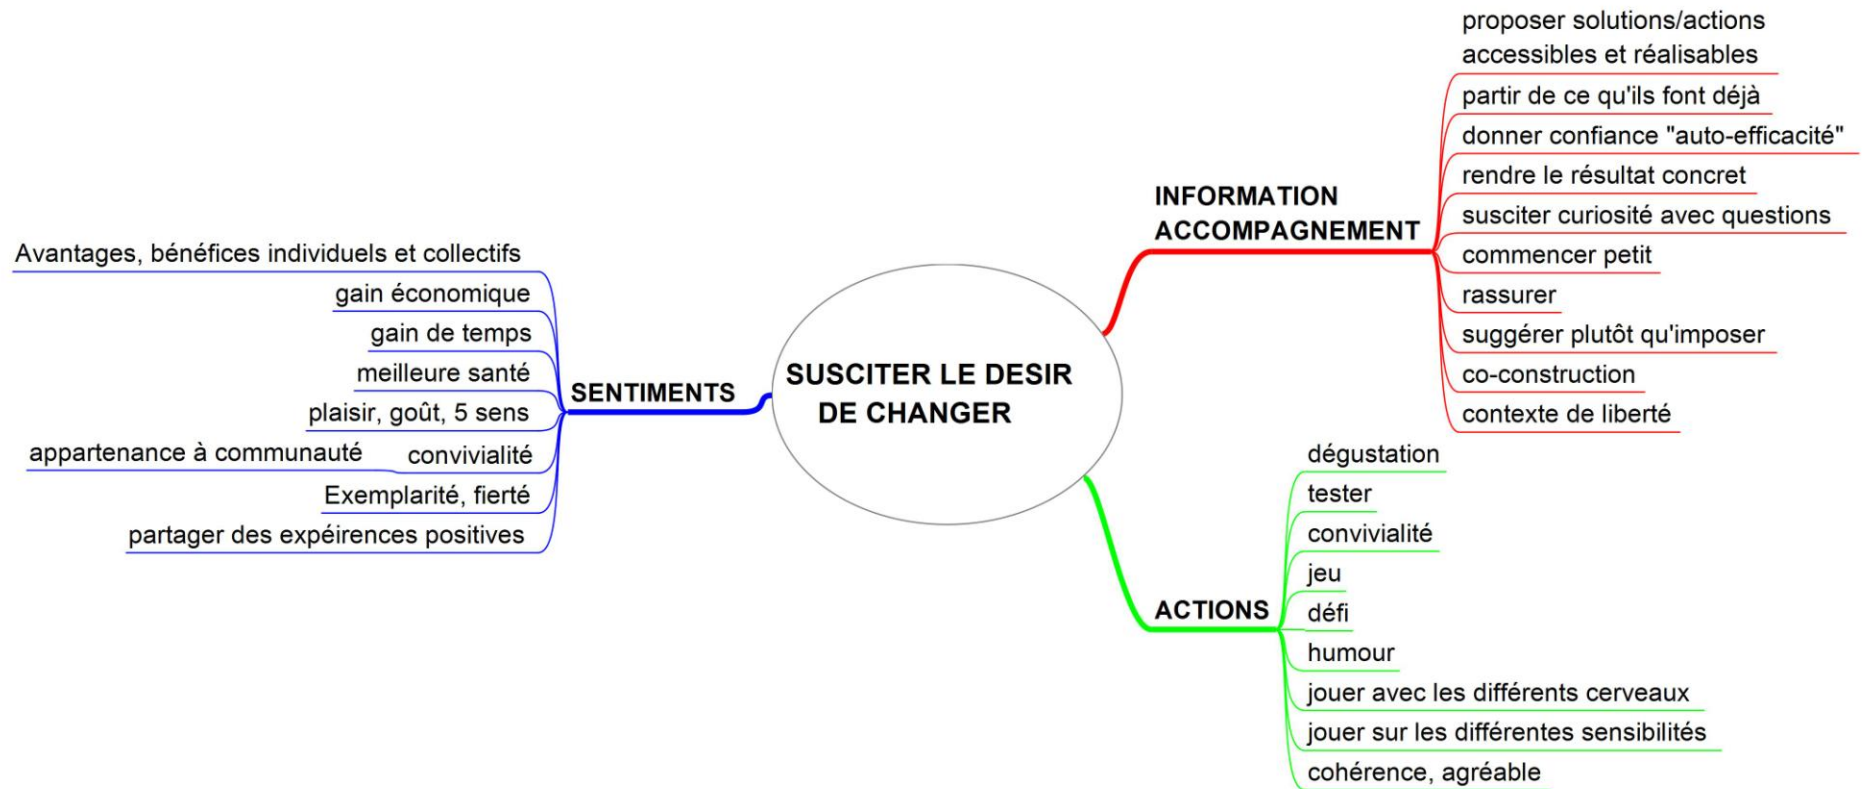 SUSCITER LE DESIR
DE CHANGER
INFORMATION
ACCOMPAGNEMENT
proposer solutions/actions
accessibles et réalisables
partir de ce qu'ils font déjà
donner confiance "auto-efficacité"
rendre le résultat concret
susciter curiosité avec questions
commencer petit
rassurer
suggérer plutôt qu'imposer
co-construction
contexte de liberté
ACTIONS
dégustation
tester
convivialité
jeu
défi
humour
jouer avec les différents cerveaux
jouer sur les différentes sensibilités
cohérence, agréable
SENTIMENTS
Avantages, bénéfices individuels et collectifs
gain économique
gain de temps
meilleure santé
plaisir, goût, 5 sens
convivialité
appartenance à communauté
Exemplarité, fierté
partager des expéirences positives